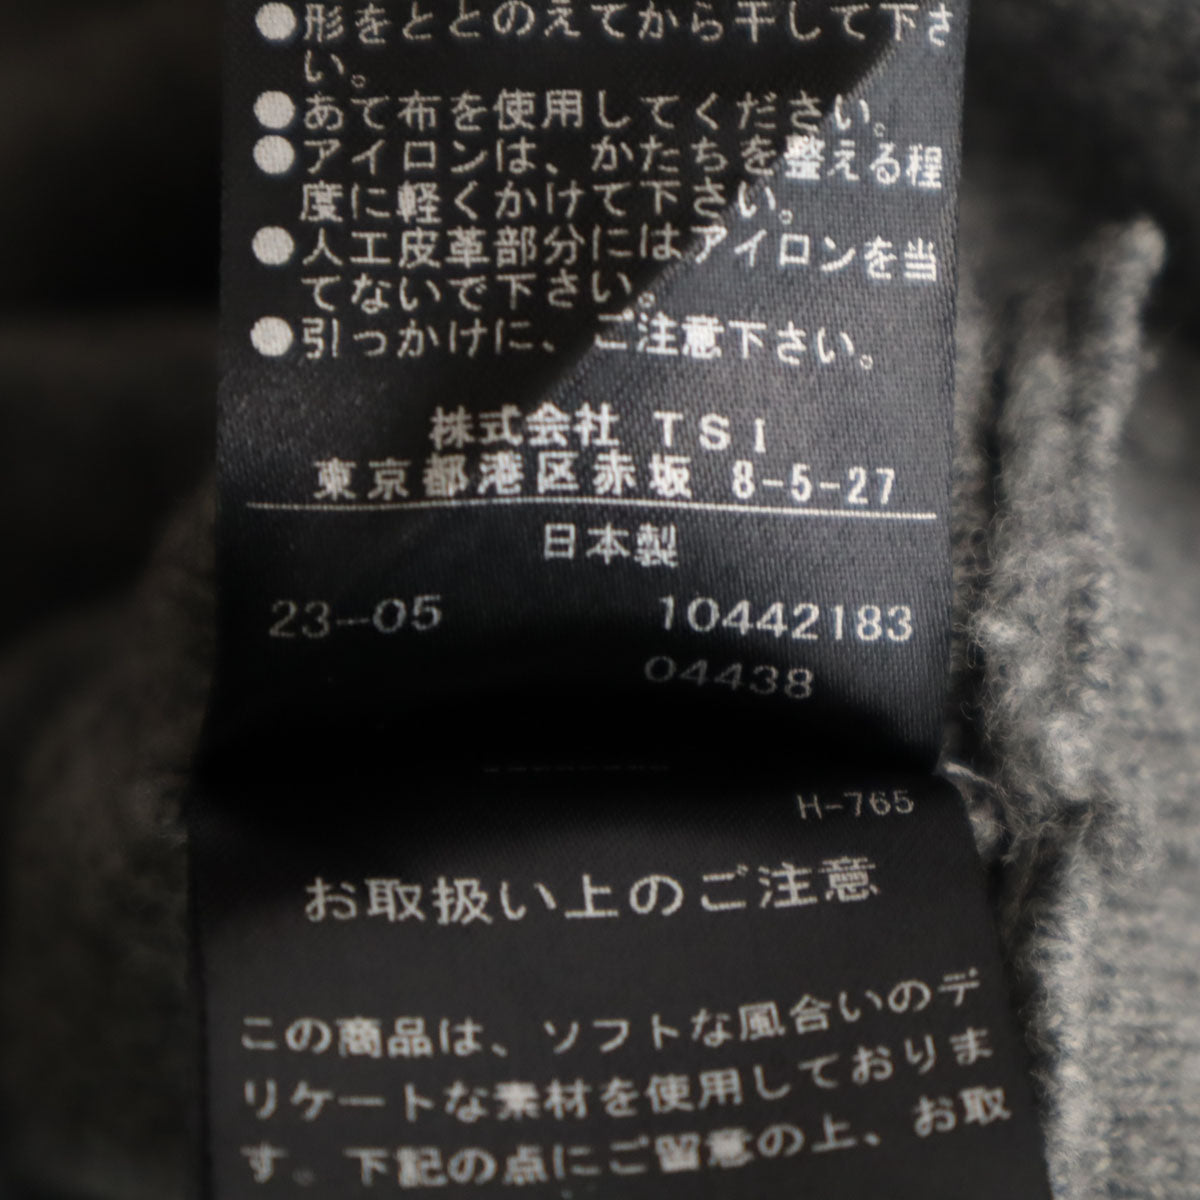 ●形をととのえてから干して下さ
い。
●あて布を使用してください。
●アイロンは、かたちを整える程
度に軽くかけて下さい。
●人工皮革部分にはアイロンを当
てないで下さい。
●引っかけに、ご注意下さい。
株式会社 TSI
東京都港区赤坂 8-5-27
日本製
23-05 10442183
04438
H-765
お取扱い上のご注意
この商品は、ソフトな風合いのデ
リケートな素材を使用しておりま
す。下記の点にご留意の上、お取